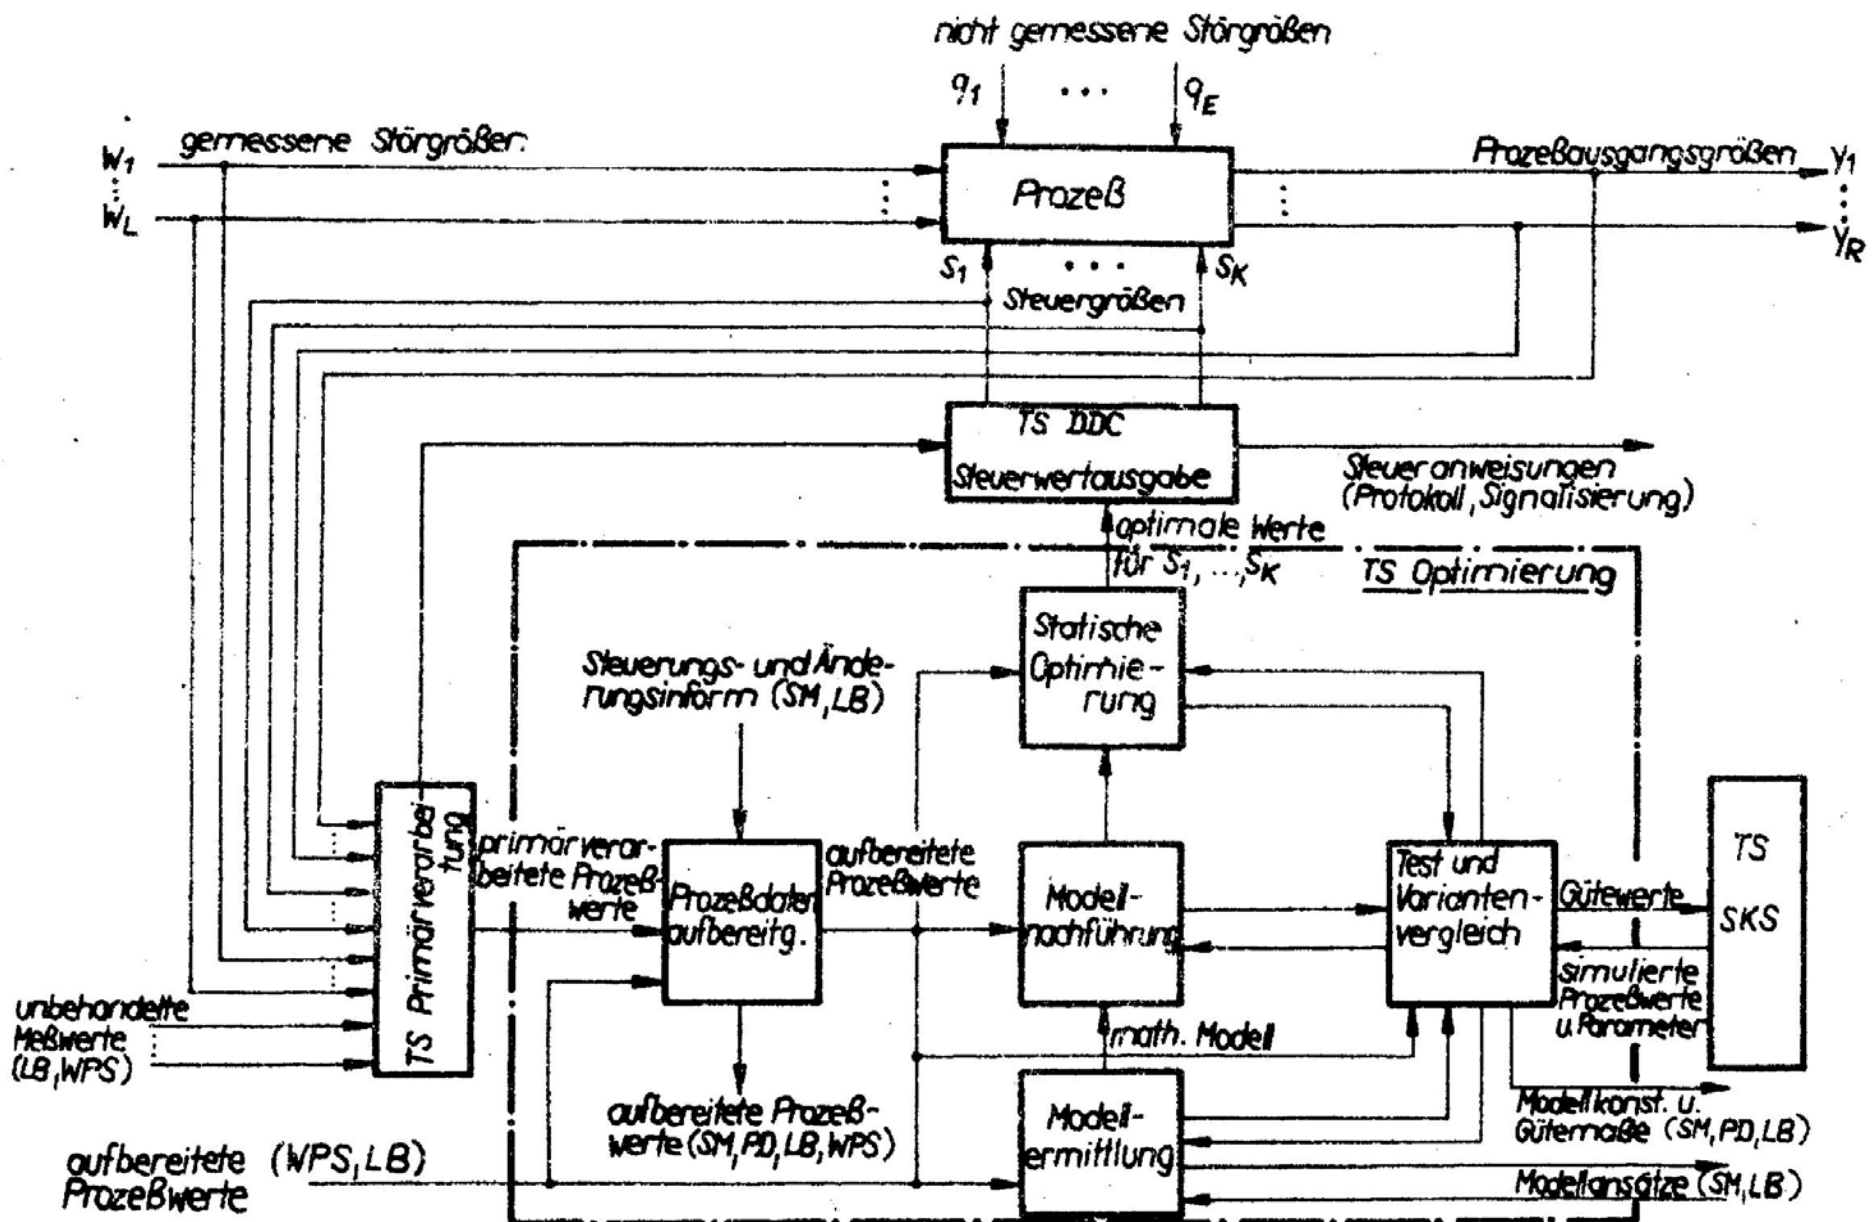 nicht gemessene Störgrößen
q1 ... qE
W1 gemessene Störgrößen
Prozeßausgangsgrößen Y1
Prozeß
WL
YR
S1 ... SK
Steuergrößen
TS DDC
Steuerwertausgabe
Steueranweisungen
(Protokoll, Signalisierung)
optimale Werte
für S1, ..., SK
TS Optimierung
Statische
Optimie-
rung
Steuerungs- und Ände-
rungsinform (SM, LB)
TS Primärverarbei
tung
primärverar-
beitete Prozeß-
werte
Prozeßdaten
aufbereitg.
aufbereitete
Prozeßwerte
Modell-
nachführung
Test und
Varianten-
vergleich
Gütewerte
TS
SKS
simulierte
Prozeßwerte
u. Parameter
unbehandelte
Meßwerte
(LB, WPS)
math. Modell
aufbereitete Prozeß-
werte (SM, PD, LB, WPS)
Modell-
ermittlung
Modellkonst. u.
Gütemaße (SM, PD, LB)
Modellansätze (SM, LB)
aufbereitete (WPS, LB)
Prozeßwerte